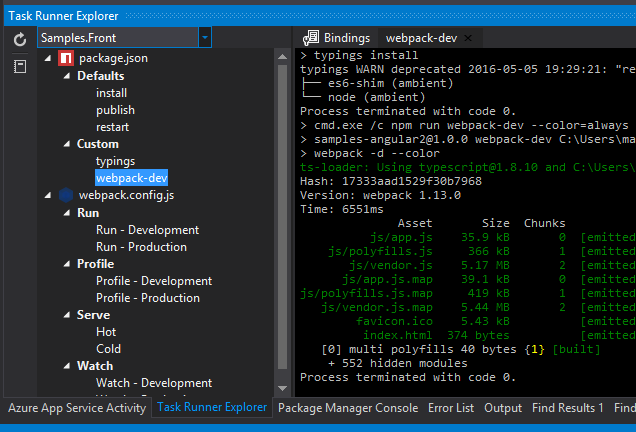 Task Runner Explorer
Samples.Front
package.json
Defaults
install
publish
restart
Custom
typings
webpack-dev
webpack.config.js
Run
Run - Development
Run - Production
Profile
Profile - Development
Profile - Production
Serve
Hot
Cold
Watch
Watch - Development
Bindings webpack-dev ×
> typings install
typings WARN deprecated 2016-05-05 19:29:21: "re
├── es6-shim (ambient)
└── node (ambient)
Process terminated with code 0.
> cmd.exe /c npm run webpack-dev --color=always
> samples-angular2@1.0.0 webpack-dev C:\Users\ma
> webpack -d --color
ts-loader: Using typescript@1.8.10 and C:\Users\
Hash: 17333aad1529f30b7968
Version: webpack 1.13.0
Time: 6551ms
Asset Size Chunks
js/app.js 35.9 kB 0 [emitted
js/polyfills.js 366 kB 1 [emitted
js/vendor.js 5.17 MB 2 [emitted
js/app.js.map 39.1 kB 0 [emitted
js/polyfills.js.map 419 kB 1 [emitted
js/vendor.js.map 5.44 MB 2 [emitted
favicon.ico 5.43 kB [emitted
index.html 374 bytes [emitted
[0] multi polyfills 40 bytes {1} [built]
+ 552 hidden modules
Process terminated with code 0.
Azure App Service Activity Task Runner Explorer Package Manager Console Error List Output Find Results 1 Find